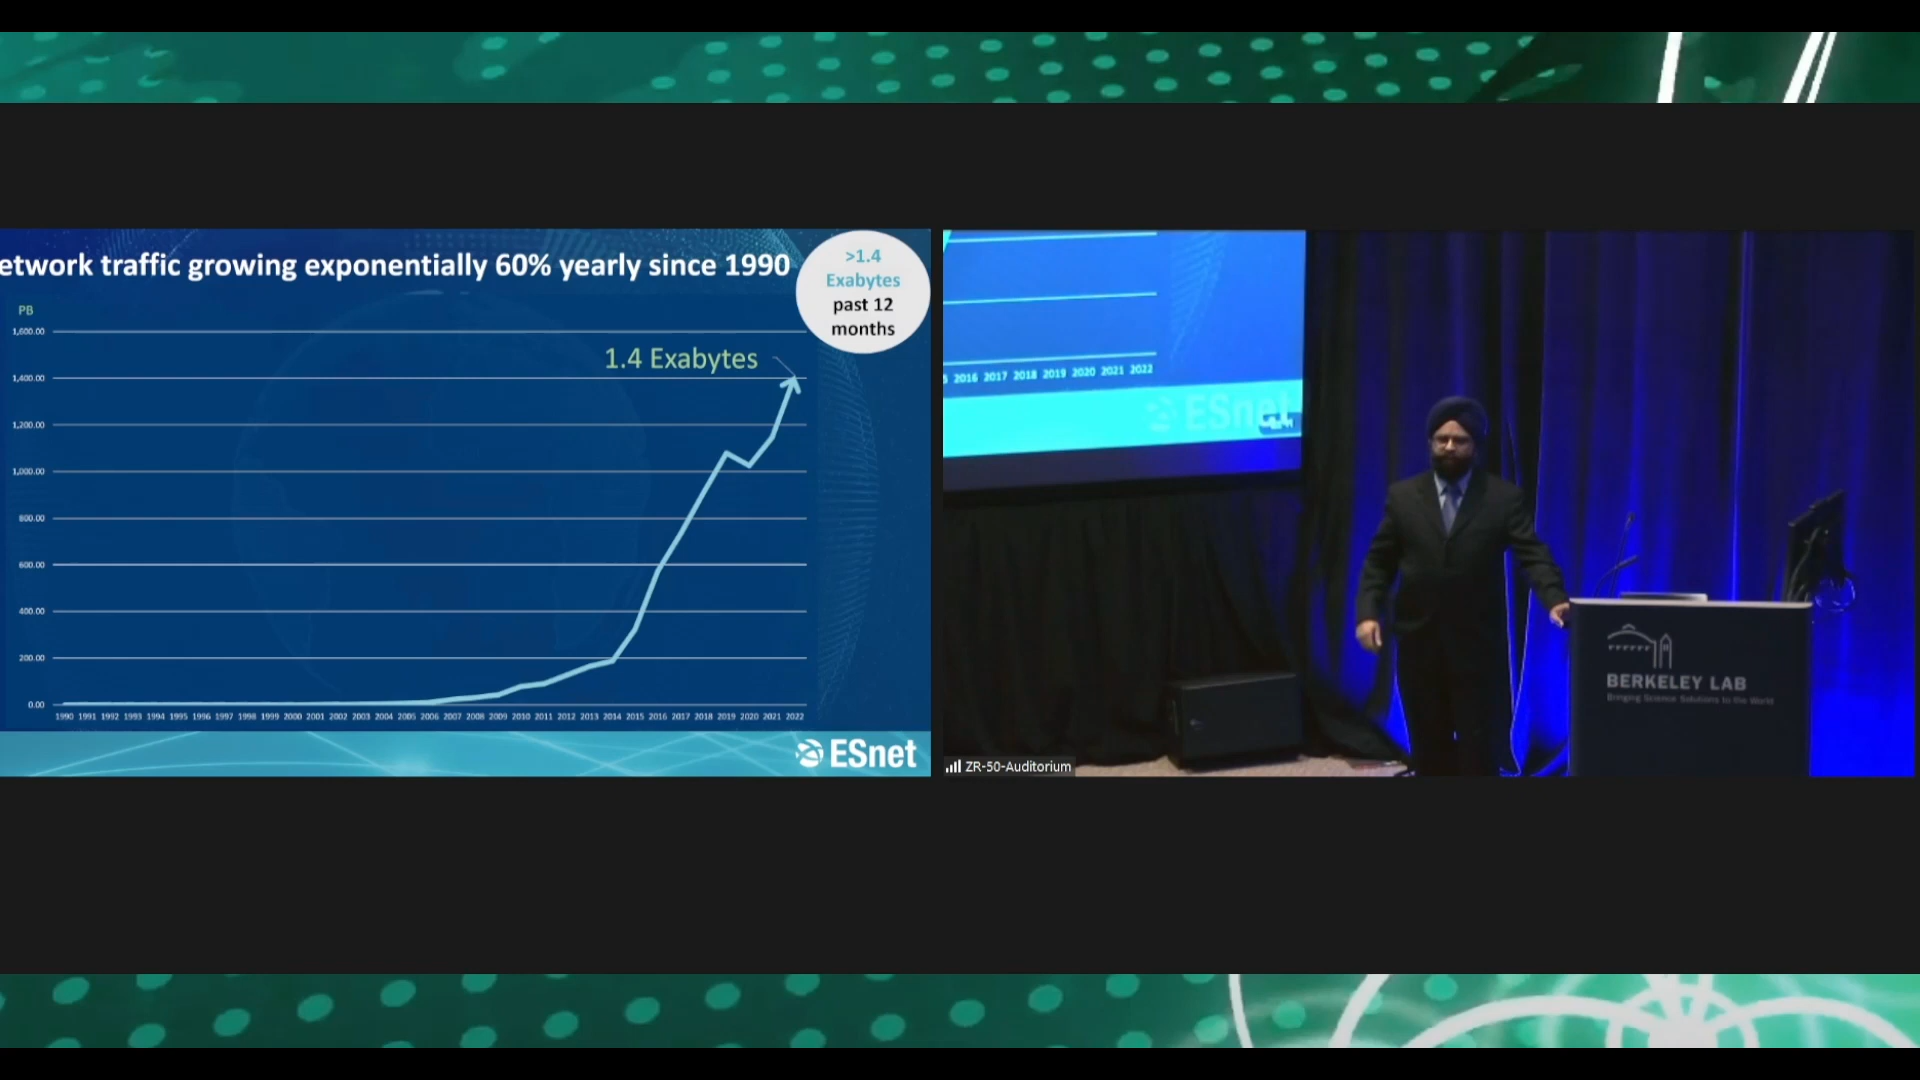 etwork traffic growing exponentially 60% yearly since 1990
>1.4
Exabytes
past 12
months
PB
1,600.00
1.4 Exabytes
1,400.00
1,200.00
1,000.00
800.00
600.00
400.00
200.00
0.00
1990 1991 1992 1993 1994 1995 1996 1997 1998 1999 2000 2001 2002 2003 2004 2005 2006 2007 2008 2009 2010 2011 2012 2013 2014 2015 2016 2017 2018 2019 2020 2021 2022
ESnet
5 2016 2017 2018 2019 2020 2021 2022
ESnet
BERKELEY LAB
Bringing Science Solutions to the World
ZR-50-Auditorium